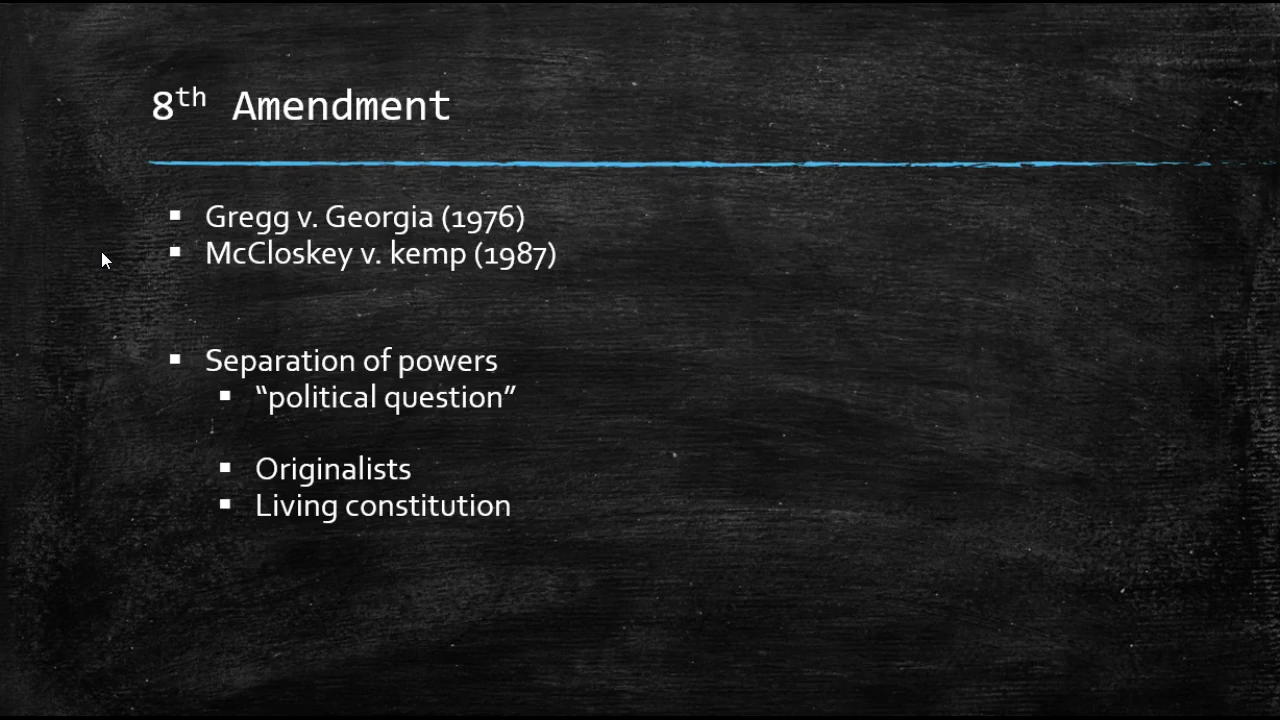 8th Amendment
Gregg v. Georgia (1976)
McCloskey v. kemp (1987)
Separation of powers
“political question”
Originalists
Living constitution